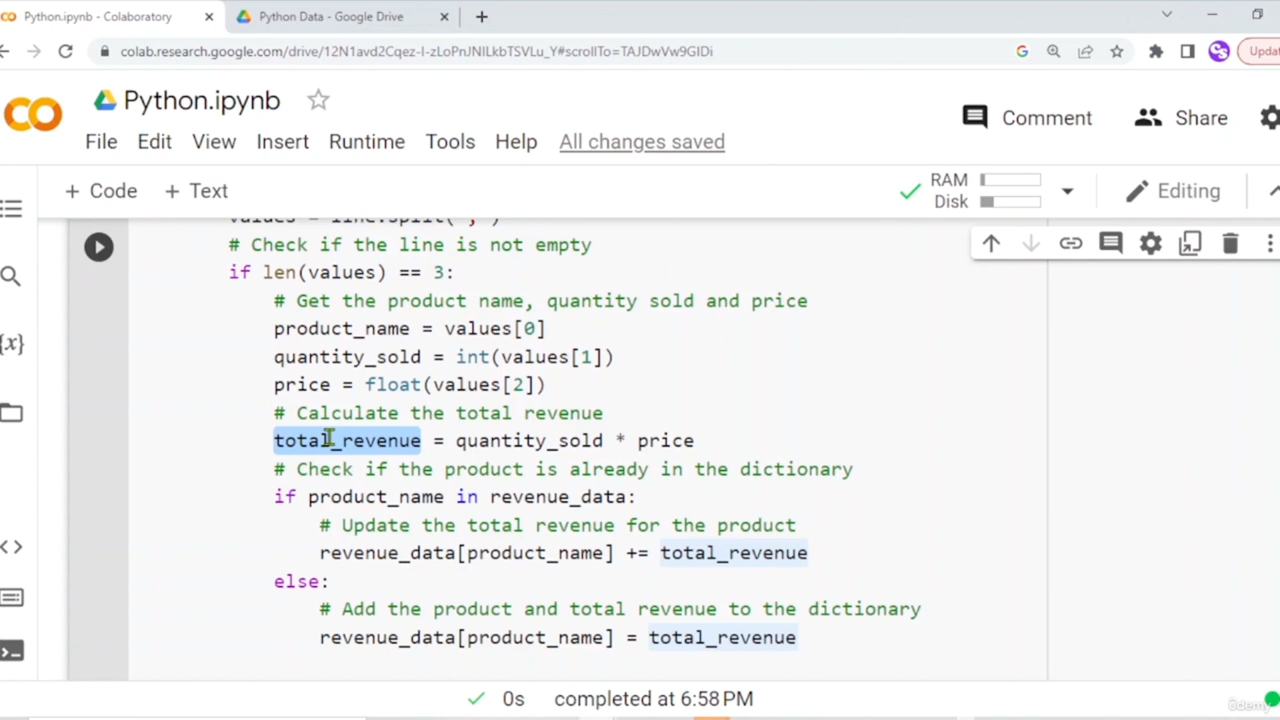 Python.ipynb - Colaboratory
Python Data - Google Drive
colab.research.google.com/drive/12N1avd2Cqez-I-zLoPnJNILkbTSVLu_Y#scrollTo=TAJDwVw9GIDi
Updat
Python.ipynb
Comment
Share
File Edit View Insert Runtime Tools Help All changes saved
+ Code + Text
RAM
Disk
Editing
values = line.split(",")
# Check if the line is not empty
if len(values) == 3:
# Get the product name, quantity sold and price
product_name = values[0]
quantity_sold = int(values[1])
price = float(values[2])
# Calculate the total revenue
total_revenue = quantity_sold * price
# Check if the product is already in the dictionary
if product_name in revenue_data:
# Update the total revenue for the product
revenue_data[product_name] += total_revenue
else:
# Add the product and total revenue to the dictionary
revenue_data[product_name] = total_revenue
0s completed at 6:58 PM
ûdemy